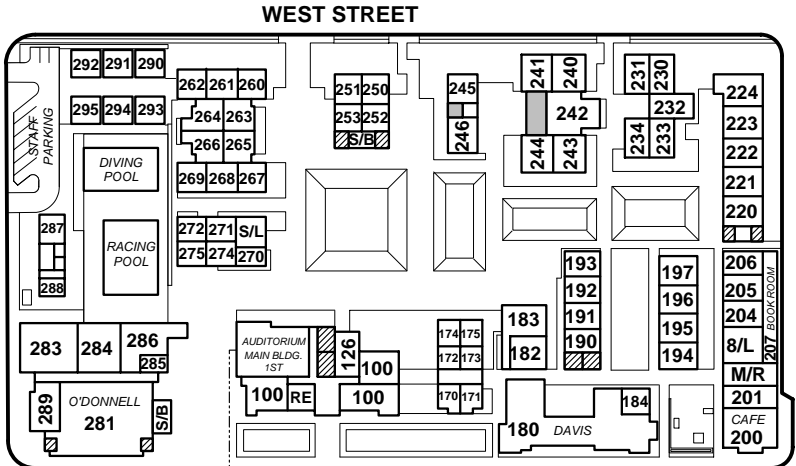 WEST STREET
292 291 290
295 294 293
STAFF
PARKING
DIVING
POOL
RACING
POOL
287
288
262 261 260
264 263
266 265
269 268 267
272 271 S/L
275 274 270
251 250
253 252
S/B
245
246
241 240
242
244 243
231 230
232
234 233
224
223
222
221
220
283 284 286
285
289
O'DONNELL
281
S/B
AUDITORIUM
MAIN BLDG.
1ST
126
100
100 RE 100
174 175
172 173
170 171
183
182
193
192
191
190
197
196
195
194
206
205
204
8/L
207 BOOK ROOM
M/R
201
CAFE
200
184
180 DAVIS